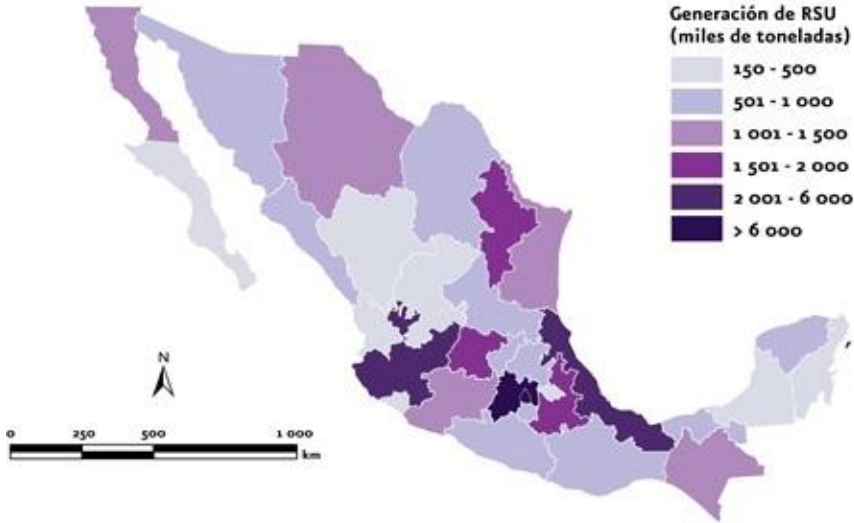 Generación de RSU
(miles de toneladas)
150 - 500
501 - 1 000
1 001 - 1 500
1 501 - 2 000
2 001 - 6 000
> 6 000
N
0 250 500 1 000
km